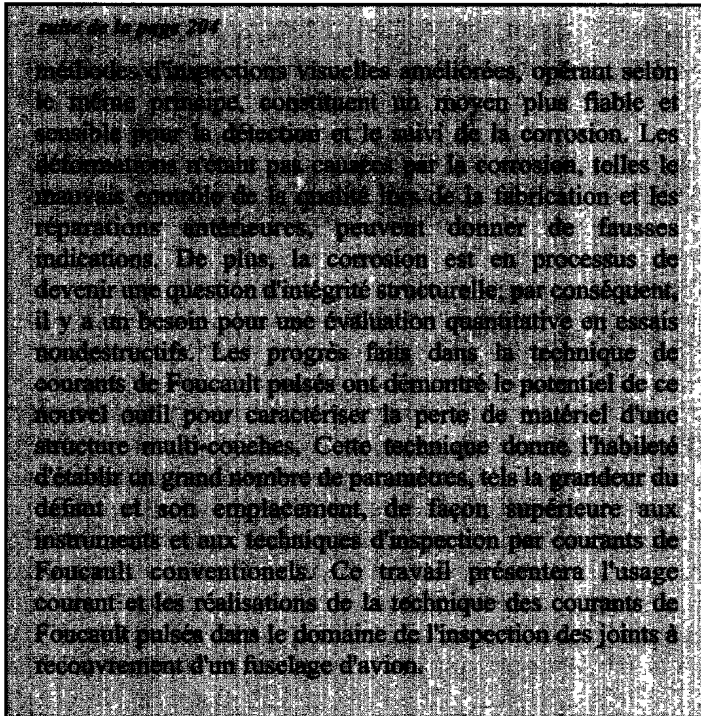 suite de la page 204
méthodes d'inspections visuelles améliorées, opérant selon
le même principe, constituent un moyen plus fiable et
sensible pour la détection et le suivi de la corrosion. Les
déformations n'étant pas causées par la corrosion, telles le
mauvais contrôle de la qualité lors de la fabrication et les
réparations antérieures, peuvent donner de fausses
indications. De plus, la corrosion est en processus de
devenir une question d'intégrité structurelle; par conséquent,
il y a un besoin pour une évaluation quantitative en essais
nondestructifs. Les progrès faits dans la technique de
courants de Foucault pulsés ont démontré le potentiel de ce
nouvel outil pour caractériser la perte de matériel d'une
structure multi-couches. Cette technique donne l'habileté
d'établir un grand nombre de paramètres, tels la grandeur du
défaut et son emplacement, de façon supérieure aux
instruments et aux techniques d'inspection par courants de
Foucault conventionels. Ce travail présentera l'usage
courant et les réalisations de la technique des courants de
Foucault pulsés dans le domaine de l'inspection des joints à
recouvrement d'un fuselage d'avion.